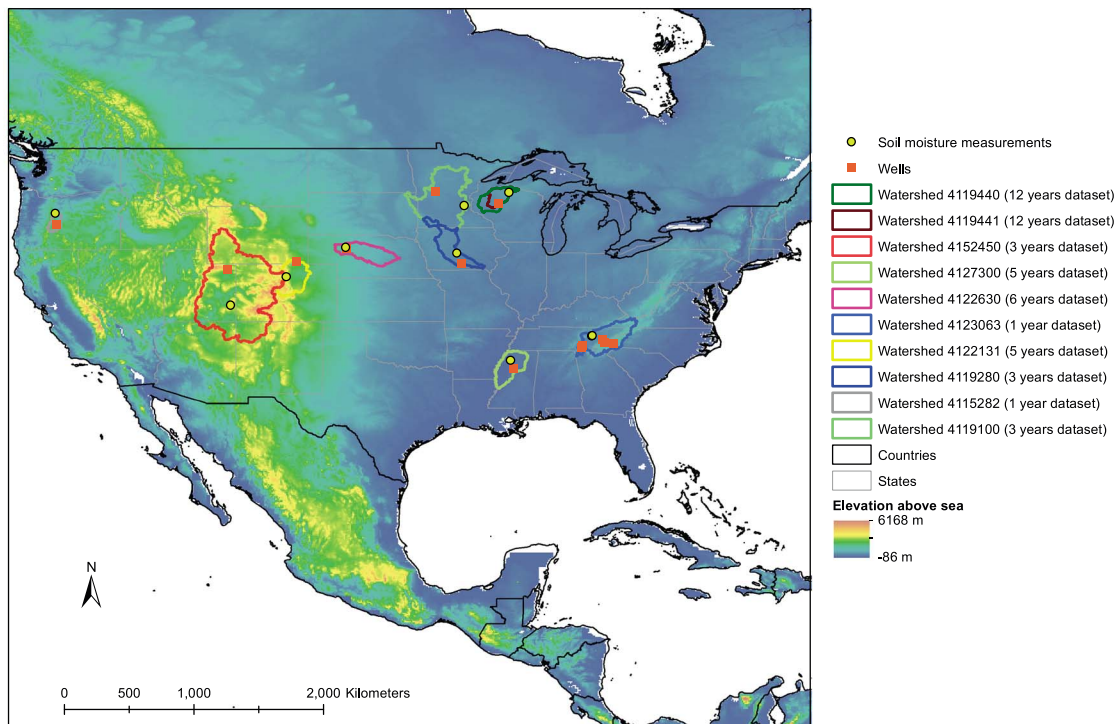 Soil moisture measurements
Wells
Watershed 4119440 (12 years dataset)
Watershed 4119441 (12 years dataset)
Watershed 4152450 (3 years dataset)
Watershed 4127300 (5 years dataset)
Watershed 4122630 (6 years dataset)
Watershed 4123063 (1 year dataset)
Watershed 4122131 (5 years dataset)
Watershed 4119280 (3 years dataset)
Watershed 4115282 (1 year dataset)
Watershed 4119100 (3 years dataset)
Countries
States
Elevation above sea
6168 m
-86 m
N
0 500 1,000 2,000 Kilometers